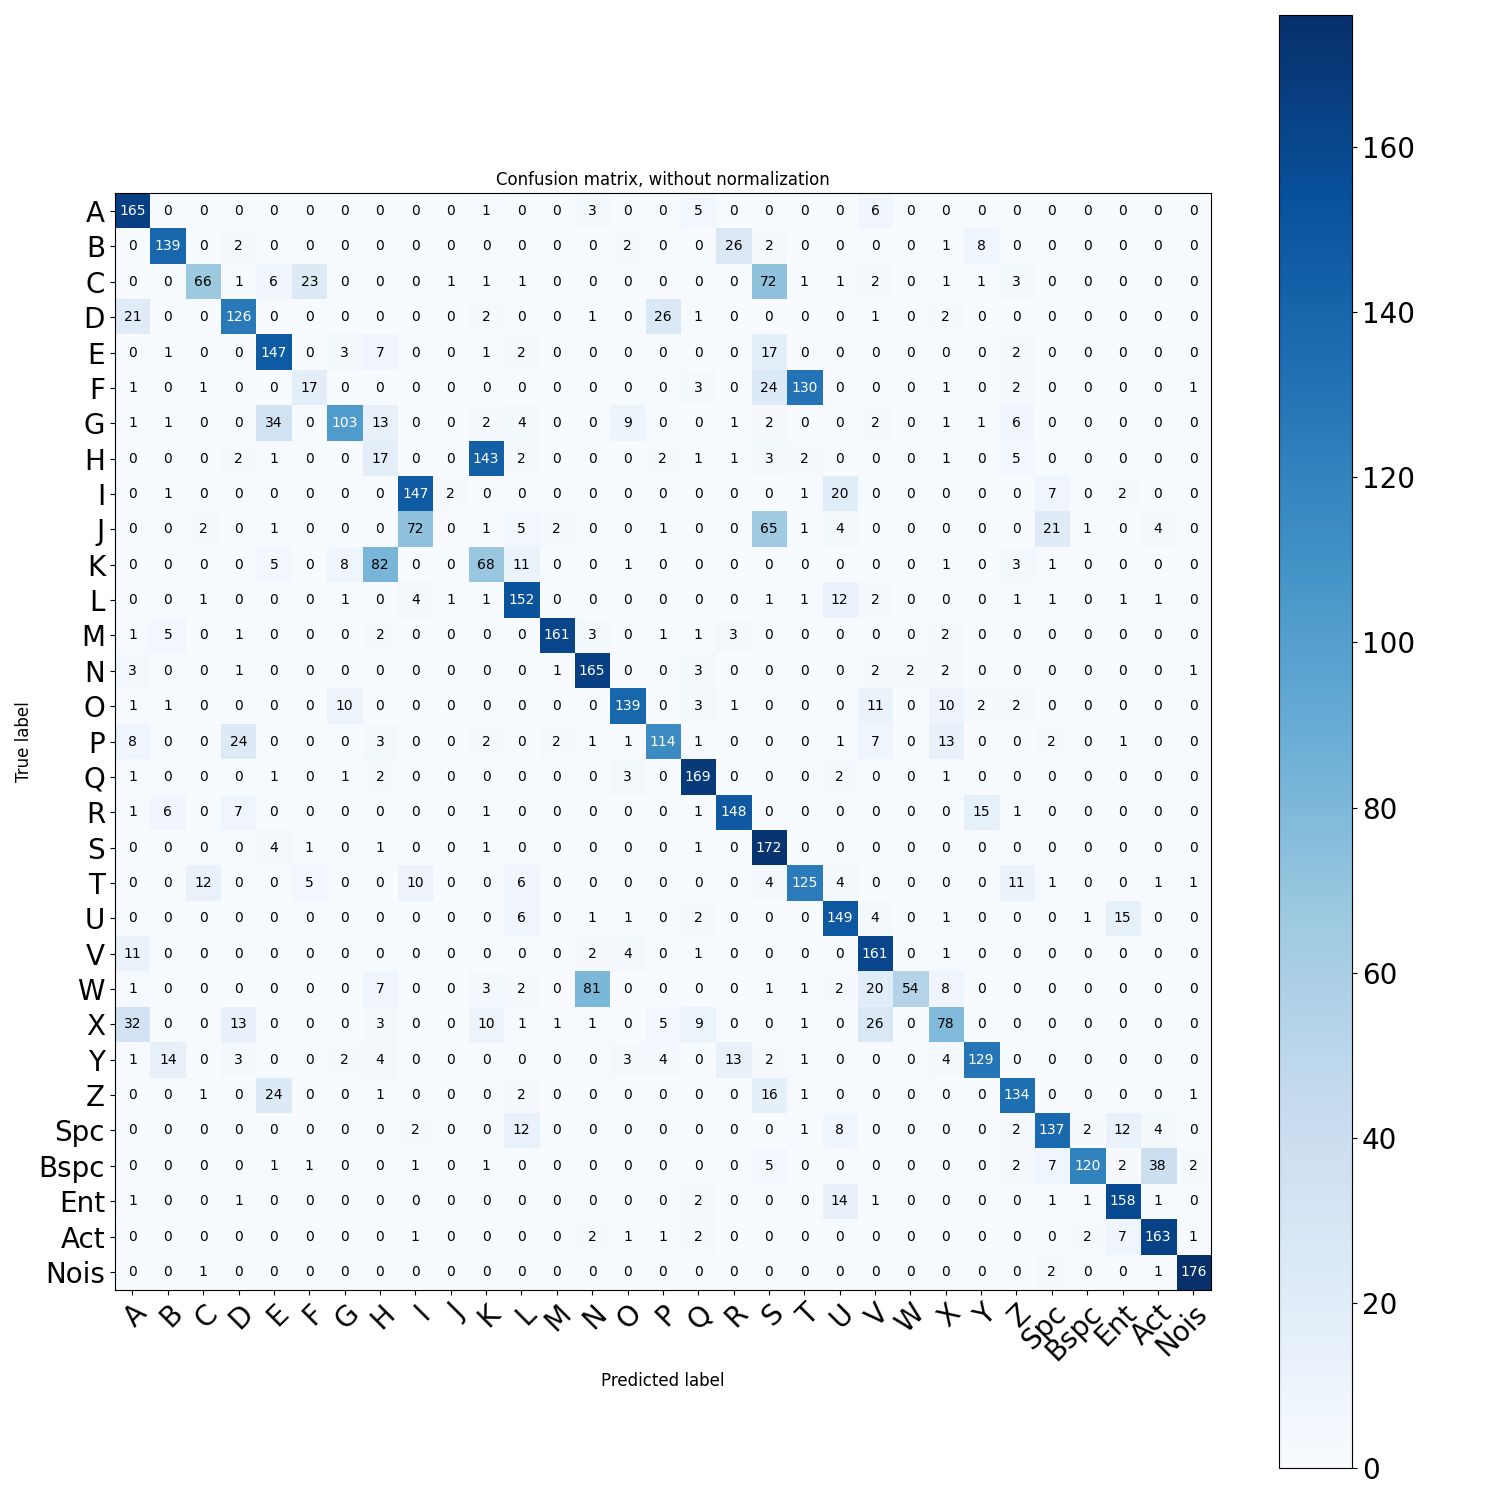 Confusion matrix, without normalization
A 165 0 0 0 0 0 0 0 0 0 1 0 0 3 0 0 5 0 0 0 0 6 0 0 0 0 0 0 0 0 0
B 0 139 0 2 0 0 0 0 0 0 0 0 0 0 2 0 0 26 2 0 0 0 0 1 8 0 0 0 0 0 0
C 0 0 66 1 6 23 0 0 0 1 1 1 0 0 0 0 0 0 72 1 1 2 0 1 1 3 0 0 0 0 0
D 21 0 0 126 0 0 0 0 0 0 2 0 0 1 0 26 1 0 0 0 0 1 0 2 0 0 0 0 0 0 0
E 0 1 0 0 147 0 3 7 0 0 1 2 0 0 0 0 0 0 17 0 0 0 0 0 0 2 0 0 0 0 0
F 1 0 1 0 0 17 0 0 0 0 0 0 0 0 0 0 3 0 24 130 0 0 0 1 0 2 0 0 0 0 1
G 1 1 0 0 34 0 103 13 0 0 2 4 0 0 9 0 0 1 2 0 0 2 0 1 1 6 0 0 0 0 0
H 0 0 0 2 1 0 0 17 0 0 143 2 0 0 0 2 1 1 3 2 0 0 0 1 0 5 0 0 0 0 0
I 0 1 0 0 0 0 0 0 147 2 0 0 0 0 0 0 0 0 0 1 20 0 0 0 0 0 7 0 2 0 0
J 0 0 2 0 1 0 0 0 72 0 1 5 2 0 0 1 0 0 65 1 4 0 0 0 0 0 21 1 0 4 0
K 0 0 0 0 5 0 8 82 0 0 68 11 0 0 1 0 0 0 0 0 0 0 0 1 0 3 1 0 0 0 0
L 0 0 1 0 0 0 1 0 4 1 1 152 0 0 0 0 0 0 1 1 12 2 0 0 0 1 1 0 1 1 0
M 1 5 0 1 0 0 0 2 0 0 0 0 161 3 0 1 1 3 0 0 0 0 0 2 0 0 0 0 0 0 0
N 3 0 0 1 0 0 0 0 0 0 0 0 1 165 0 0 3 0 0 0 0 2 2 2 0 0 0 0 0 0 1
O 1 1 0 0 0 0 10 0 0 0 0 0 0 0 139 0 3 1 0 0 0 11 0 10 2 2 0 0 0 0 0
P 8 0 0 24 0 0 0 3 0 0 2 0 2 1 1 114 1 0 0 0 1 7 0 13 0 0 2 0 1 0 0
Q 1 0 0 0 1 0 1 2 0 0 0 0 0 0 3 0 169 0 0 0 2 0 0 1 0 0 0 0 0 0 0
R 1 6 0 7 0 0 0 0 0 0 1 0 0 0 0 0 1 148 0 0 0 0 0 0 15 1 0 0 0 0 0
S 0 0 0 0 4 1 0 1 0 0 1 0 0 0 0 0 1 0 172 0 0 0 0 0 0 0 0 0 0 0 0
T 0 0 12 0 0 5 0 0 10 0 0 6 0 0 0 0 0 0 4 125 4 0 0 0 0 11 1 0 0 1 1
U 0 0 0 0 0 0 0 0 0 0 0 6 0 1 1 0 2 0 0 0 149 4 0 1 0 0 0 1 15 0 0
V 11 0 0 0 0 0 0 0 0 0 0 0 0 2 4 0 1 0 0 0 0 161 0 1 0 0 0 0 0 0 0
W 1 0 0 0 0 0 0 7 0 0 3 2 0 81 0 0 0 0 1 1 2 20 54 8 0 0 0 0 0 0 0
X 32 0 0 13 0 0 0 3 0 0 10 1 1 1 0 5 9 0 0 1 0 26 0 78 0 0 0 0 0 0 0
Y 1 14 0 3 0 0 2 4 0 0 0 0 0 0 3 4 0 13 2 1 0 0 0 4 129 0 0 0 0 0 0
Z 0 0 1 0 24 0 0 1 0 0 0 2 0 0 0 0 0 0 16 1 0 0 0 0 0 134 0 0 0 0 1
Spc 0 0 0 0 0 0 0 0 2 0 0 12 0 0 0 0 0 0 0 1 8 0 0 0 0 2 137 2 12 4 0
Bspc 0 0 0 0 1 1 0 0 1 0 1 0 0 0 0 0 0 0 5 0 0 0 0 0 0 2 7 120 2 38 2
Ent 1 0 0 1 0 0 0 0 0 0 0 0 0 0 0 0 2 0 0 0 14 1 0 0 0 0 1 1 158 1 0
Act 0 0 0 0 0 0 0 0 1 0 0 0 0 2 1 1 2 0 0 0 0 0 0 0 0 0 0 2 7 163 1
Nois 0 0 1 0 0 0 0 0 0 0 0 0 0 0 0 0 0 0 0 0 0 0 0 0 0 0 2 0 0 1 176
A B C D E F G H I J K L M N O P Q R S T U V W X Y Z Spc Bspc Ent Act Nois
True label
Predicted label
160
140
120
100
80
60
40
20
0